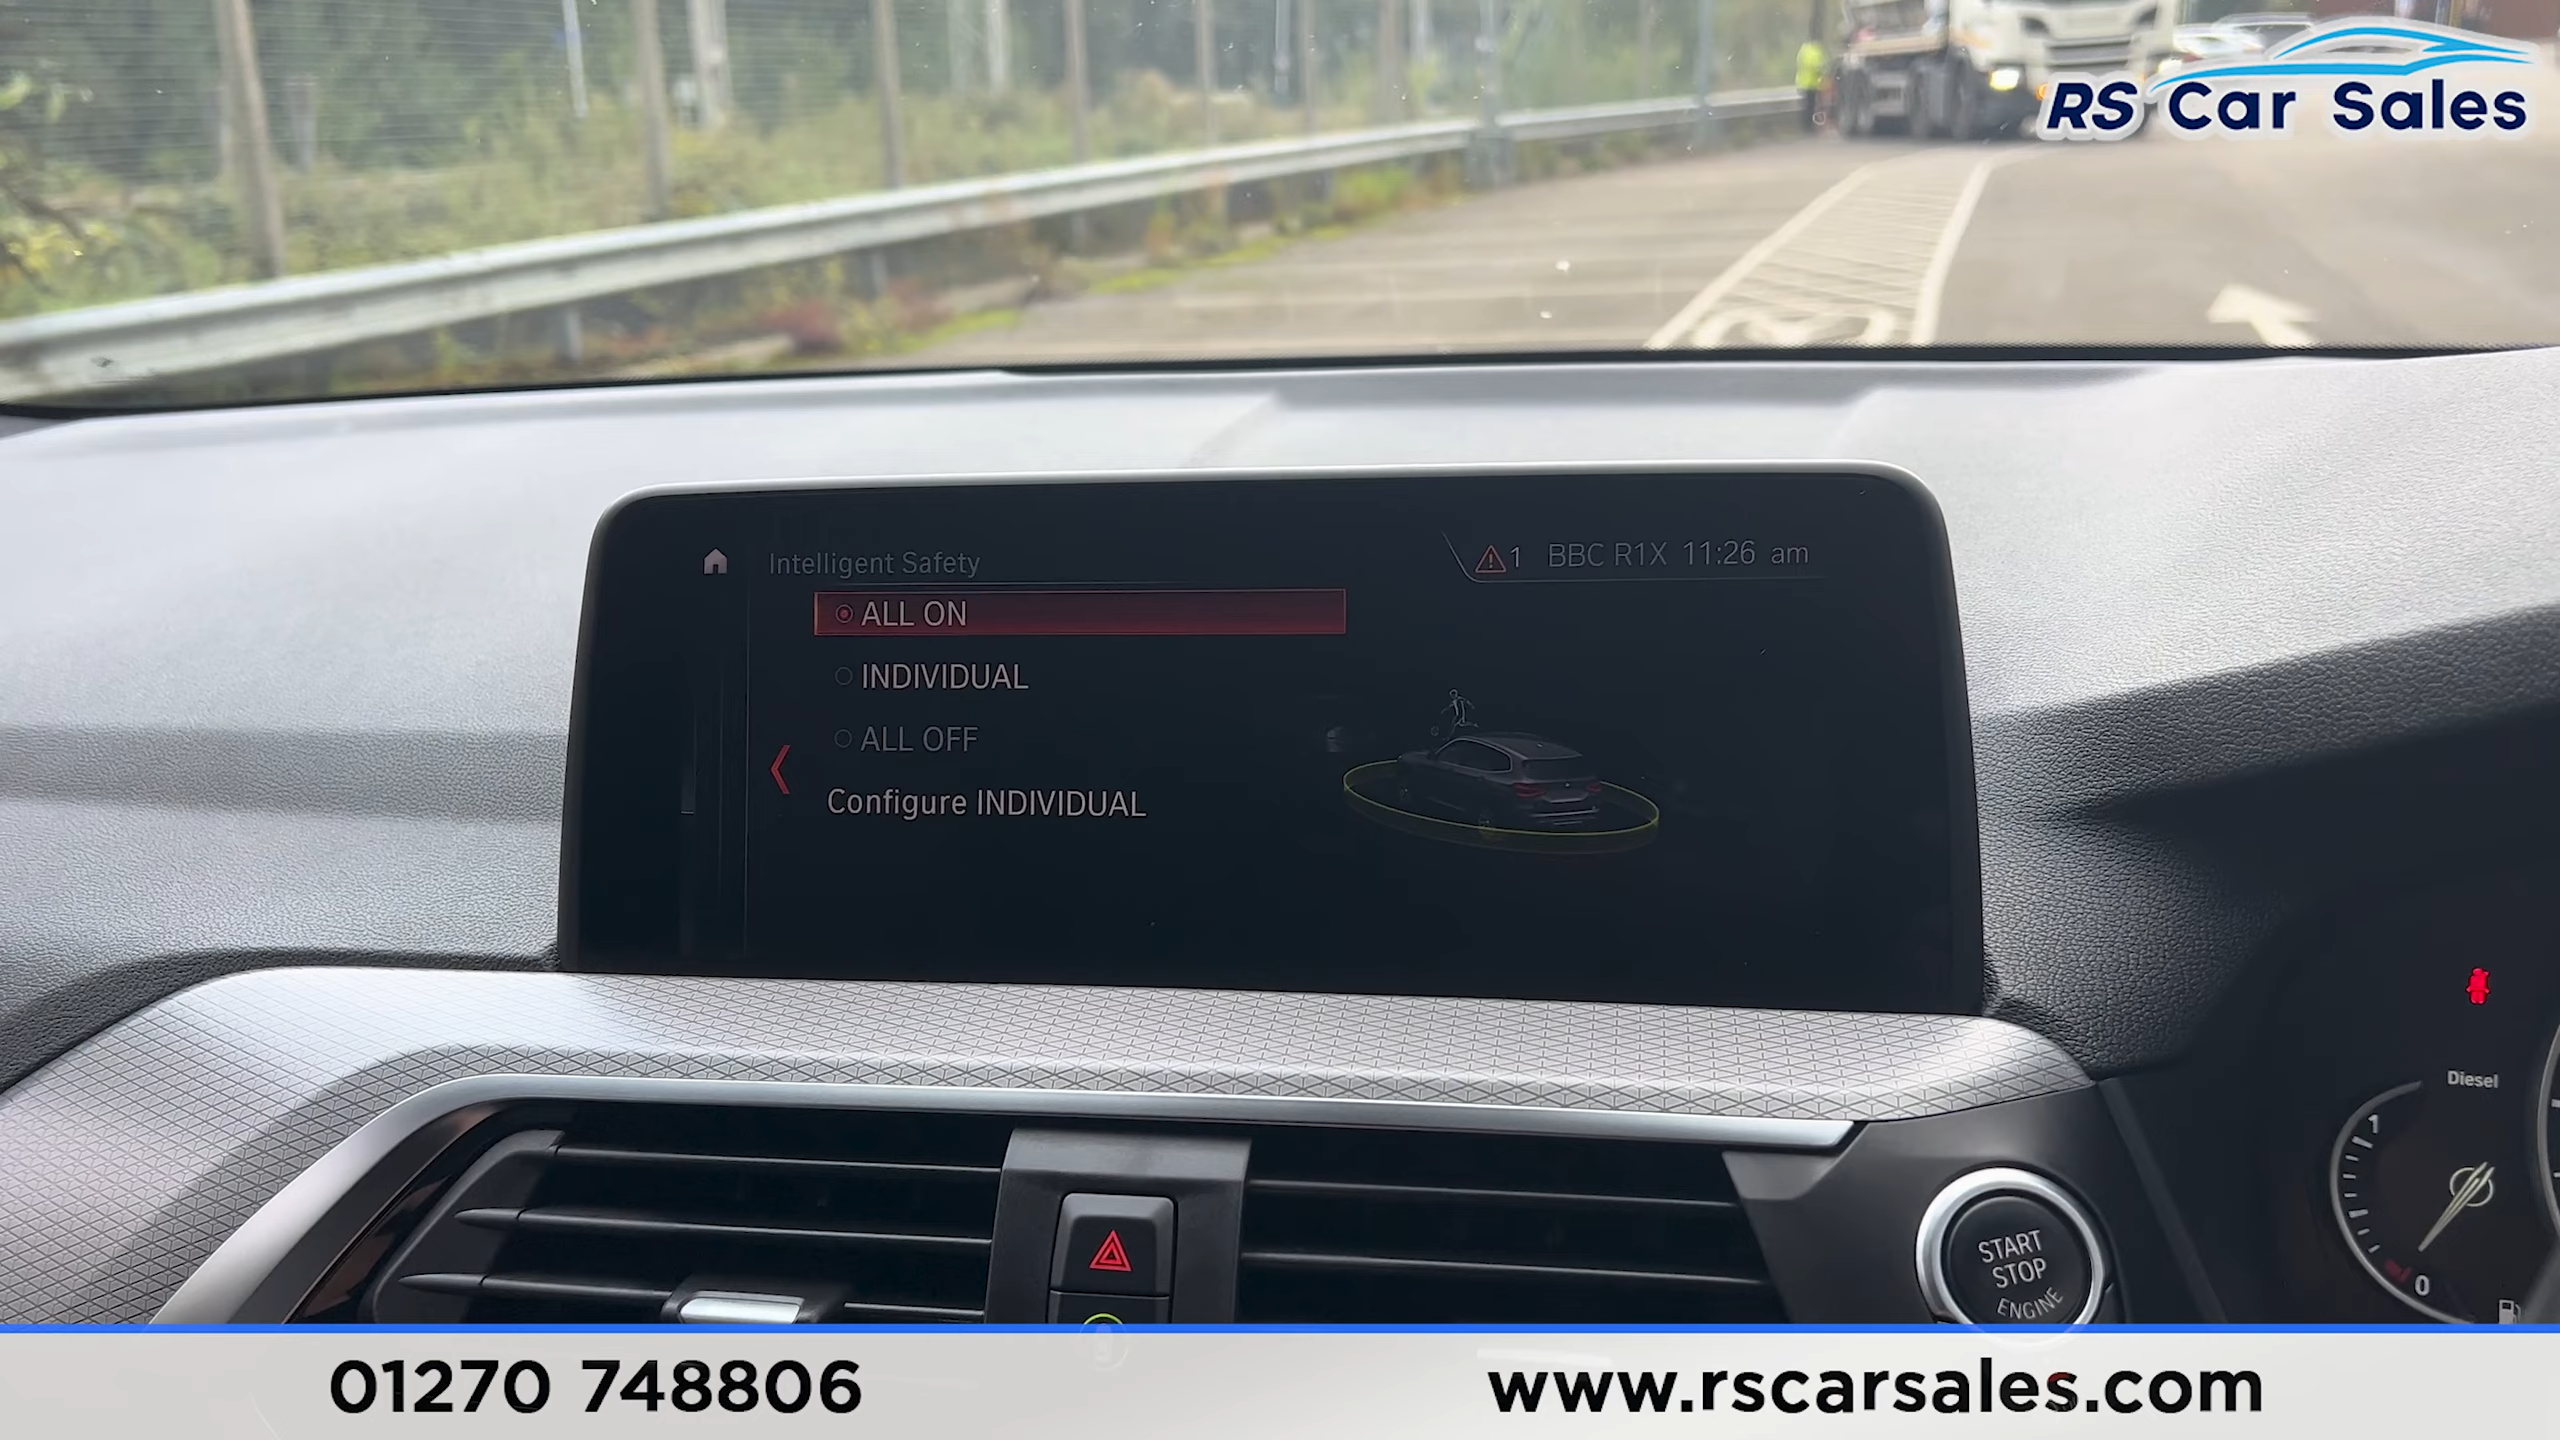 RS Car Sales
Intelligent Safety
1 BBC R1X 11:26 am
ALL ON
INDIVIDUAL
ALL OFF
Configure INDIVIDUAL
Diesel
1
0
START
STOP
ENGINE
01270 748806
www.rscarsales.com